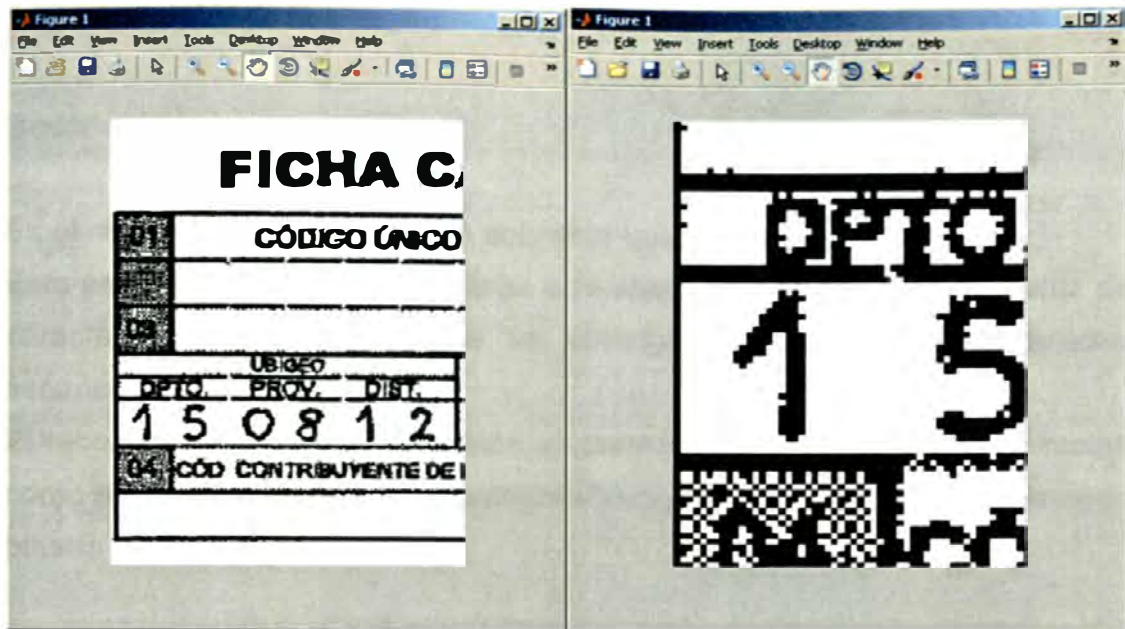 Figure 1
File Edit View Insert Tools Desktop Window Help
FICHA CA
01 CÓDIGO ÚNICO
03
UBIGEO
DPTO. PROV. DIST.
1 5 0 8 1 2
04 CÓD CONTRIBUYENTE DE
Figure 1
File Edit View Insert Tools Desktop Window Help
DPTO.
1 5